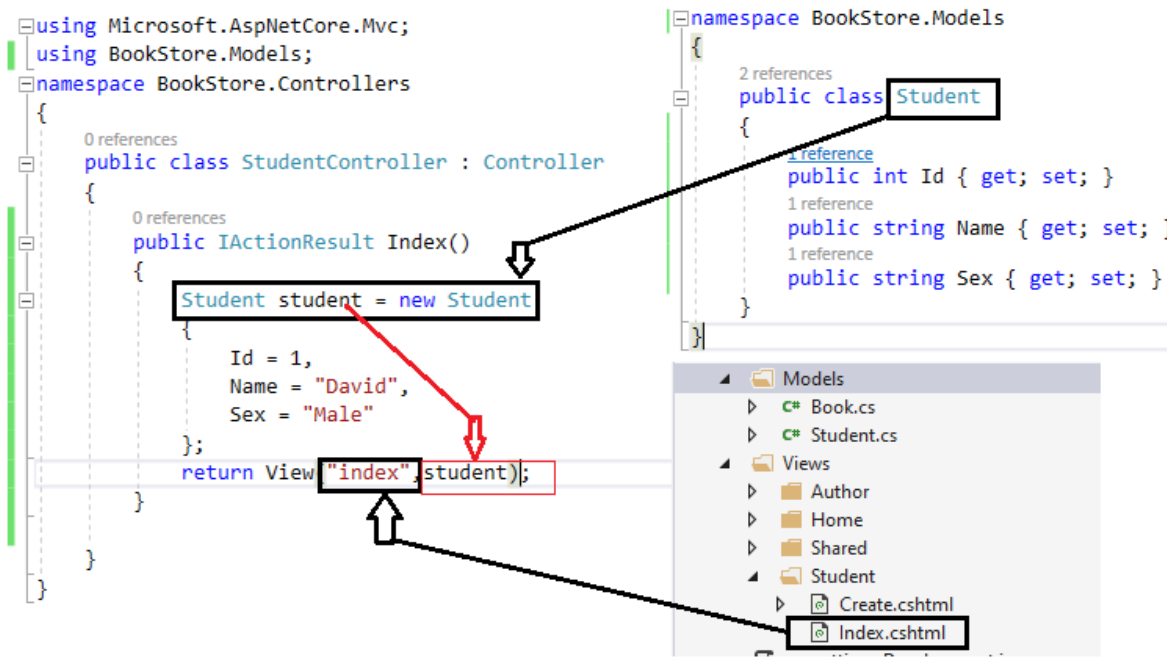 using Microsoft.AspNetCore.Mvc;
using BookStore.Models;
namespace BookStore.Controllers
{
0 references
public class StudentController : Controller
{
0 references
public IActionResult Index()
{
Student student = new Student
{
Id = 1,
Name = "David",
Sex = "Male"
};
return View("index",student);
}
}
}
namespace BookStore.Models
{
2 references
public class Student
{
1 reference
public int Id { get; set; }
1 reference
public string Name { get; set; }
1 reference
public string Sex { get; set; }
}
}
Models
C# Book.cs
C# Student.cs
Views
Author
Home
Shared
Student
Create.cshtml
Index.cshtml